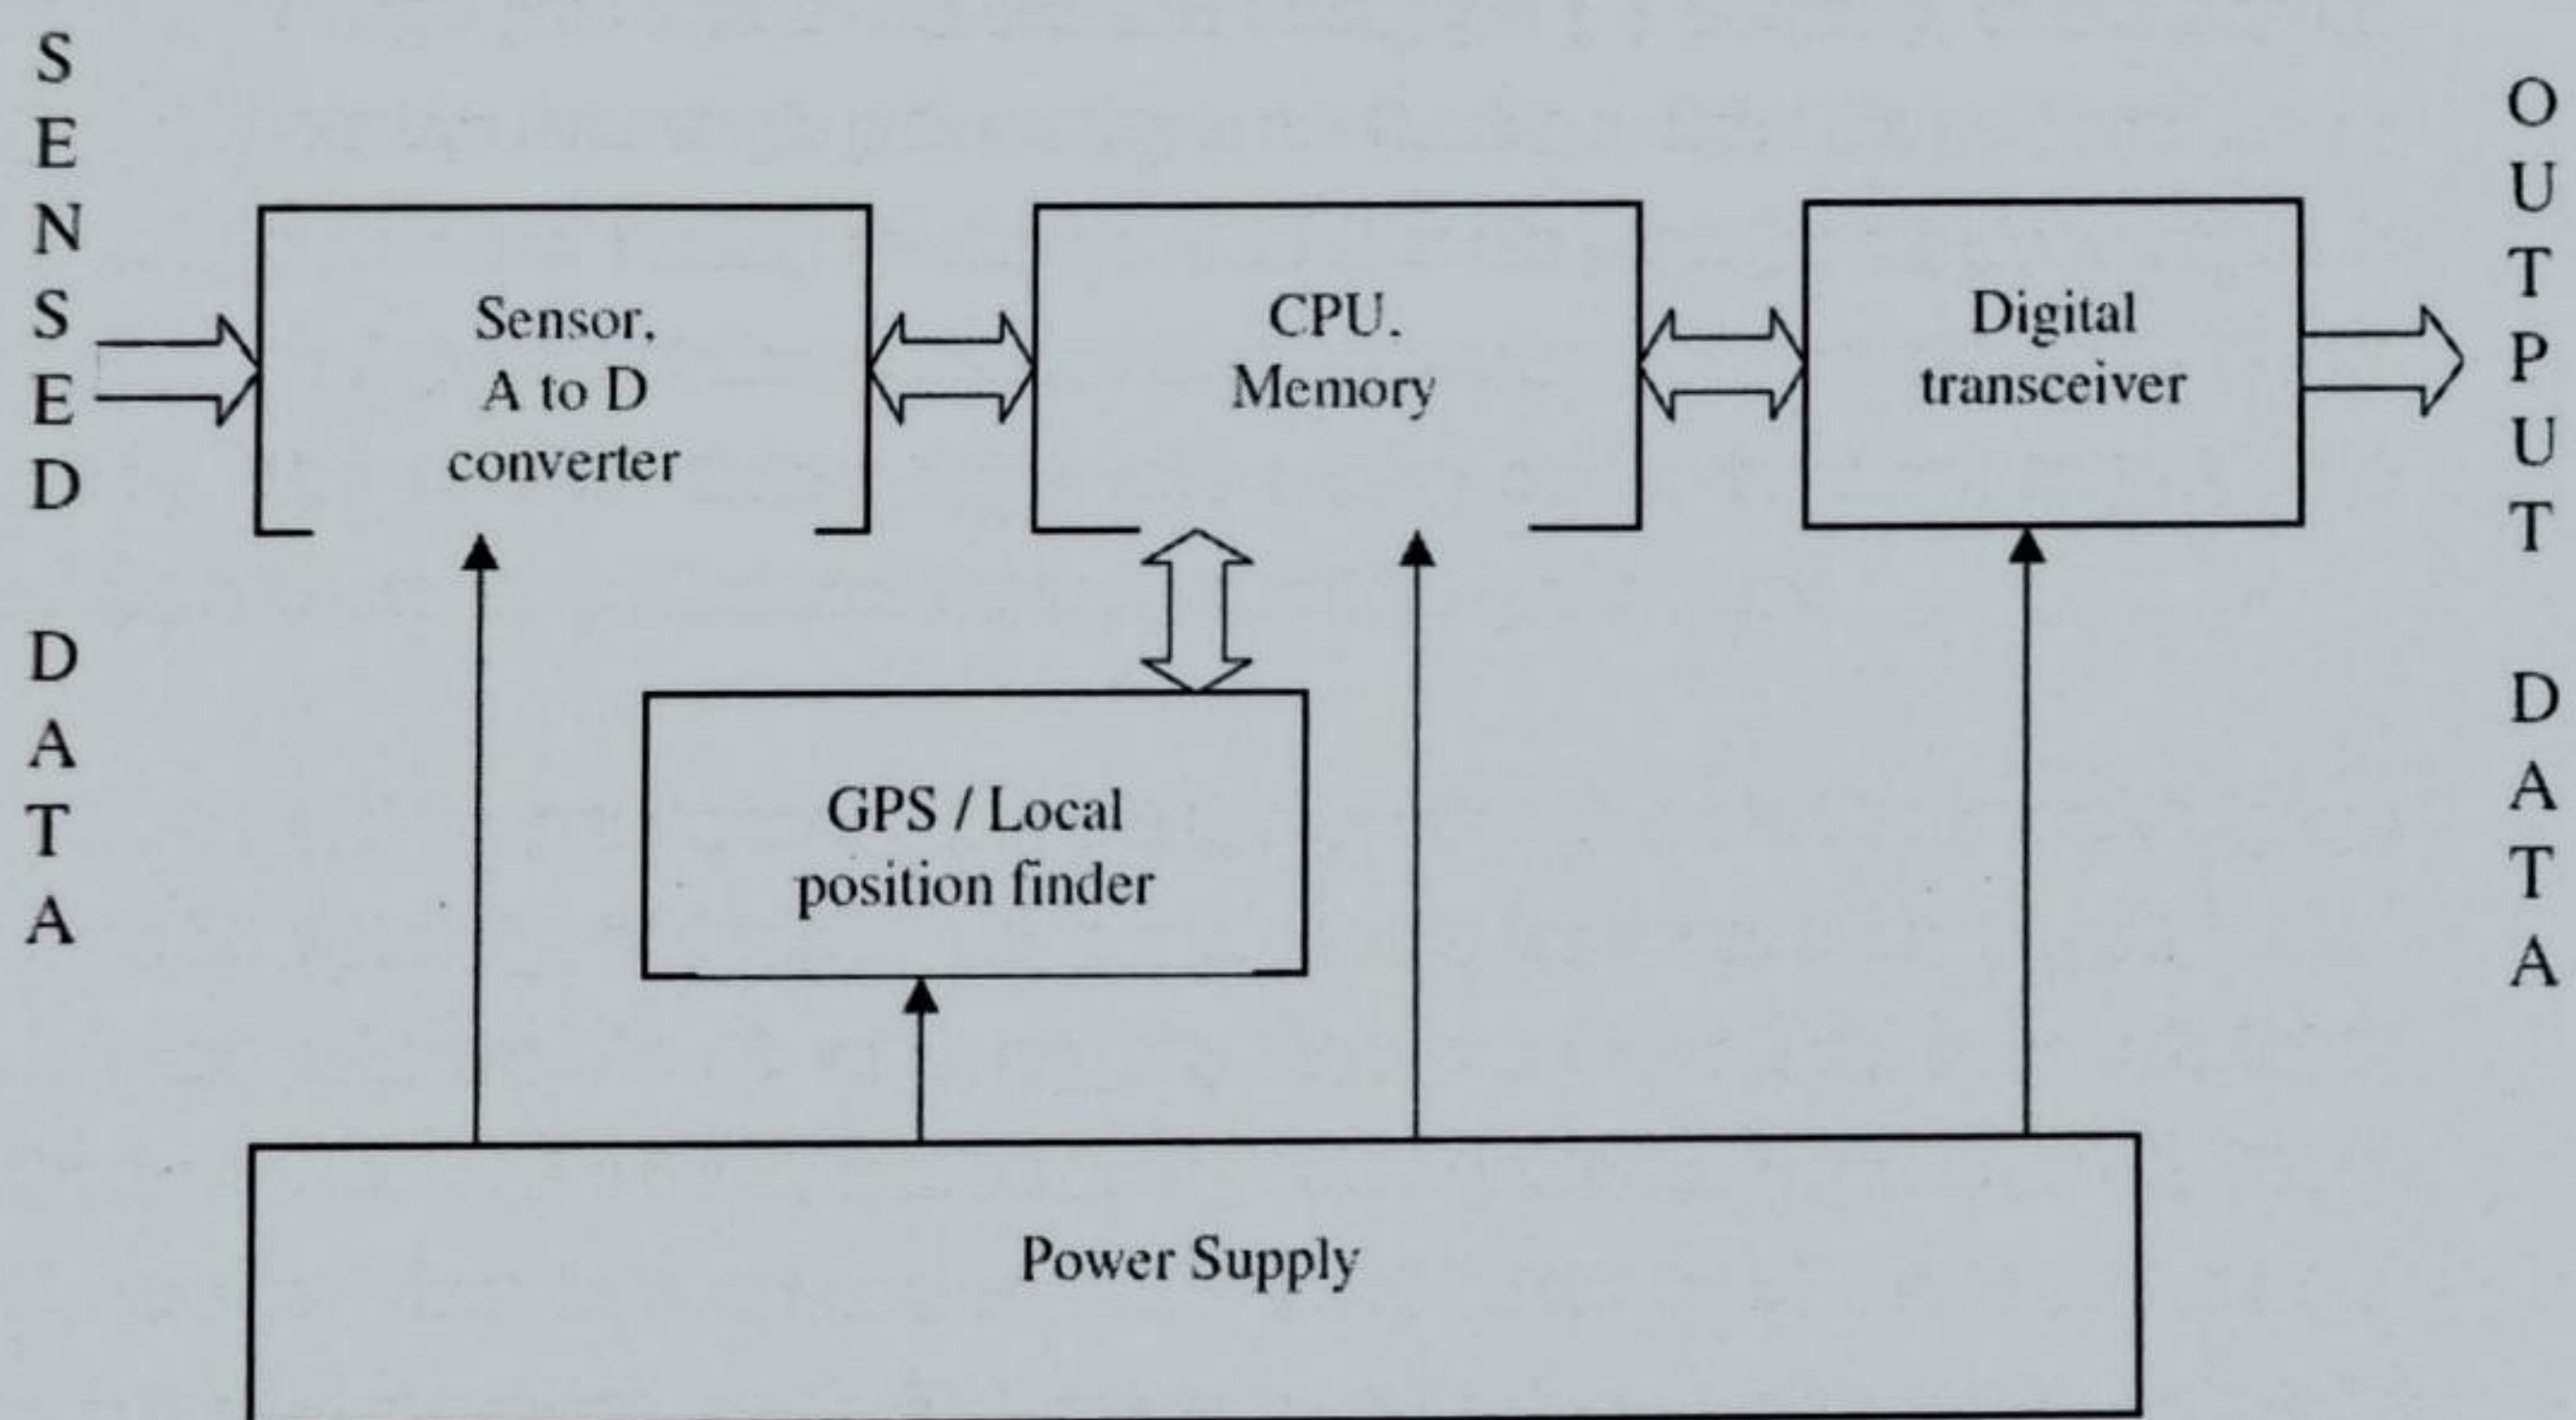 SENSED DATA
Sensor.
A to D
converter
CPU.
Memory
Digital
transceiver
OUTPUT DATA
GPS / Local
position finder
Power Supply